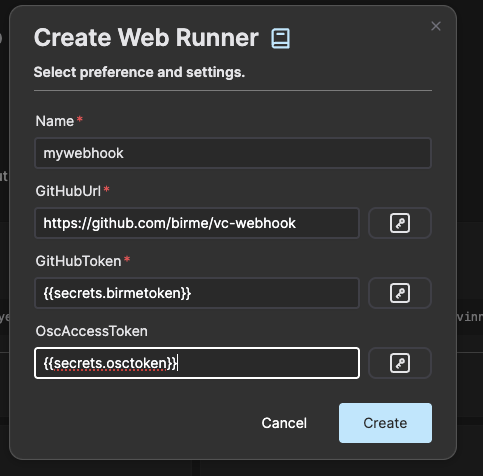 Create Web Runner
Select preference and settings.
Name*
mywebhook
GitHubUrl*
https://github.com/birme/vc-webhook
GitHubToken*
{{secrets.birmetoken}}
OscAccessToken
{{secrets.osctoken}}
Cancel
Create